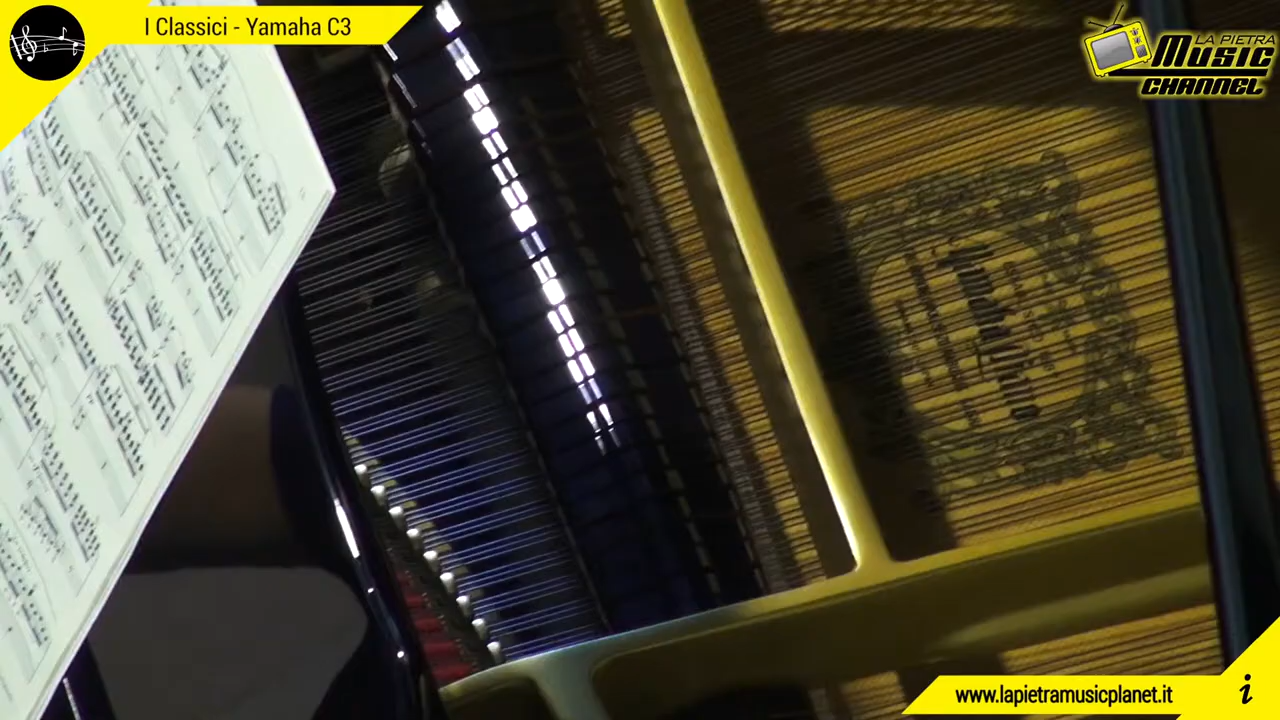 I Classici - Yamaha C3
LA PIETRA
Music
CHANNEL
www.lapietramusicplanet.it
i